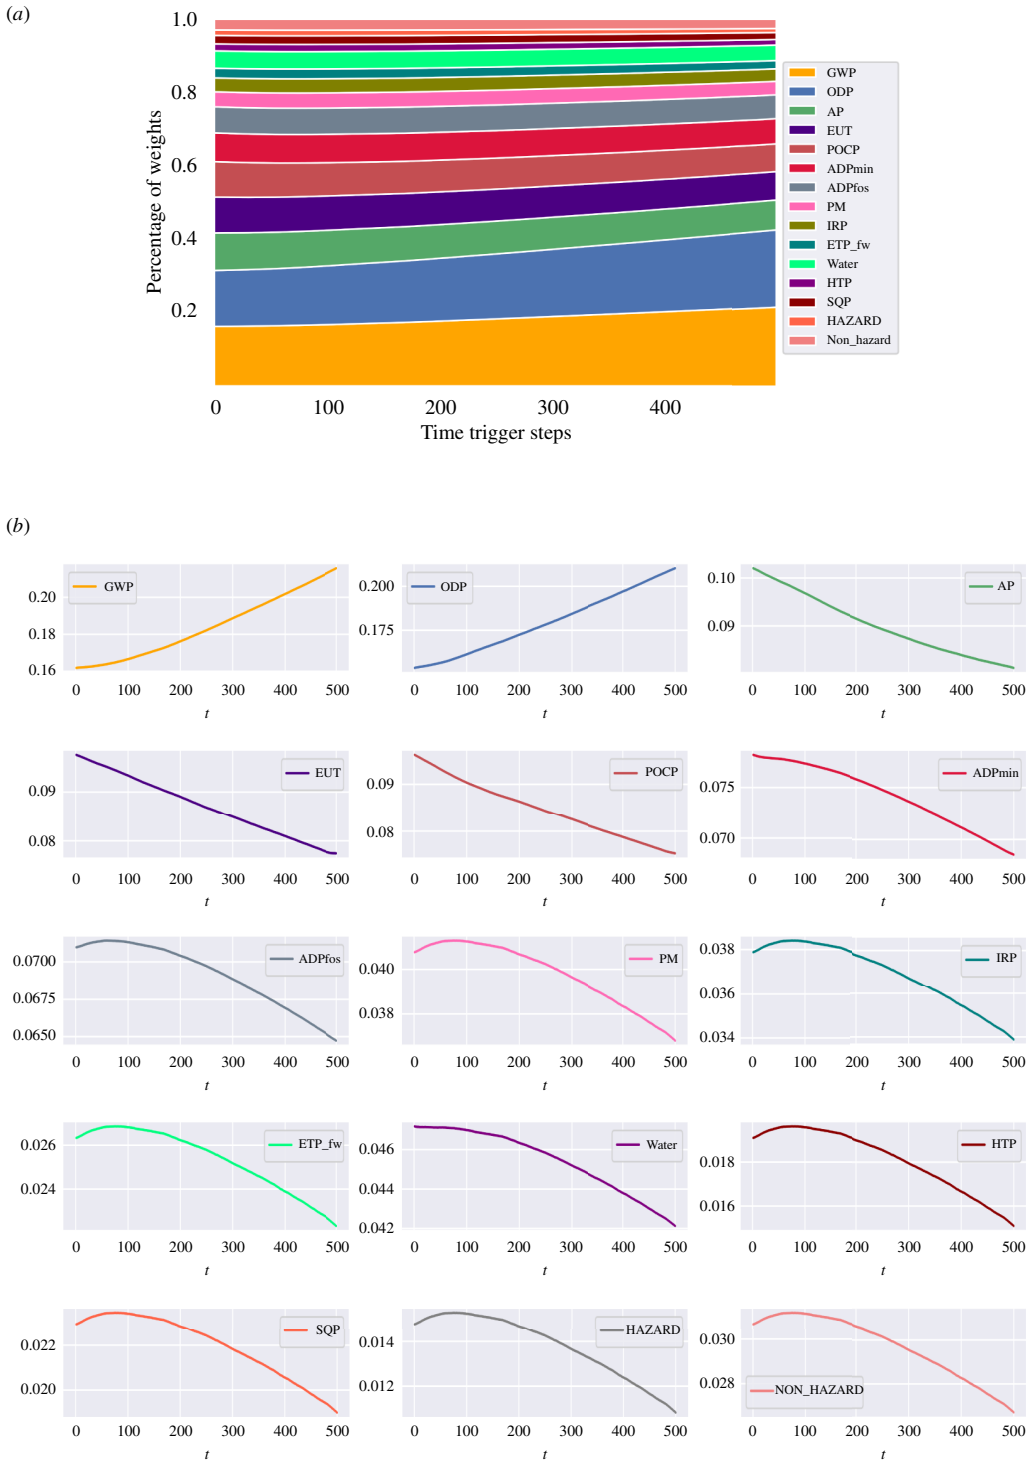 (a)
1.0
0.8
0.6
0.4
0.2
Percentage of weights
0 100 200 300 400
Time trigger steps
GWP
ODP
AP
EUT
POCP
ADPmin
ADPfos
PM
IRP
ETP_fw
Water
HTP
SQP
HAZARD
Non_hazard
(b)
GWP
0.20
0.18
0.16
0 100 200 300 400 500
t
ODP
0.200
0.175
0 100 200 300 400 500
t
AP
0.10
0.09
0 100 200 300 400 500
t
EUT
0.09
0.08
0 100 200 300 400 500
t
POCP
0.09
0.08
0 100 200 300 400 500
t
ADPmin
0.075
0.070
0 100 200 300 400 500
t
ADPfos
0.0700
0.0675
0.0650
0 100 200 300 400 500
t
PM
0.040
0.038
0 100 200 300 400 500
t
IRP
0.038
0.036
0.034
0 100 200 300 400 500
t
ETP_fw
0.026
0.024
0 100 200 300 400 500
t
Water
0.046
0.044
0.042
0 100 200 300 400 500
t
HTP
0.018
0.016
0 100 200 300 400 500
t
SQP
0.022
0.020
0 100 200 300 400 500
t
HAZARD
0.014
0.012
0 100 200 300 400 500
t
NON_HAZARD
0.030
0.028
0 100 200 300 400 500
t